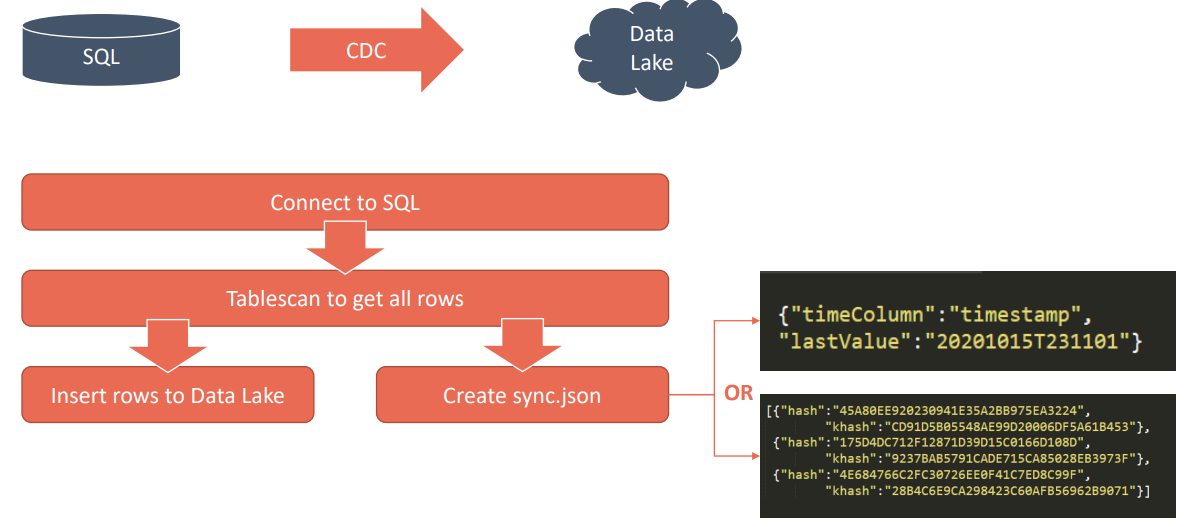 SQL
CDC
Data
Lake
Connect to SQL
Tablescan to get all rows
Insert rows to Data Lake
Create sync.json
OR
{"timeColumn":"timestamp",
"lastValue":"20201015T231101"}
[{"hash":"45A80EE920230941E35A2BB975EA3224",
"khash":"CD91D5B05548AE99D20006DF5A61B453"},
{"hash":"175D4DC712F12871D39D15C0166D108D",
"khash":"9237BAB5791CADE715CA85028EB3973F"},
{"hash":"4E684766C2FC30726EE0F41C7ED8C99F",
"khash":"28B4C6E9CA298423C60AFB56962B9071"}]